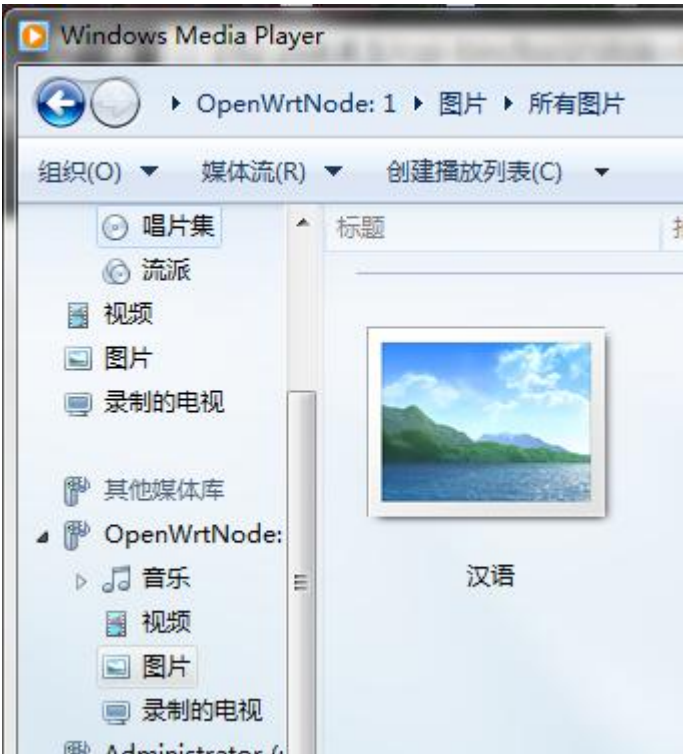 Windows Media Player
OpenWrtNode: 1 ▸ 图片 ▸ 所有图片
组织(O) 媒体流(R) 创建播放列表(C)
唱片集
流派
视频
图片
录制的电视
其他媒体库
OpenWrtNode:
音乐
视频
图片
录制的电视
Administrator (
标题
汉语